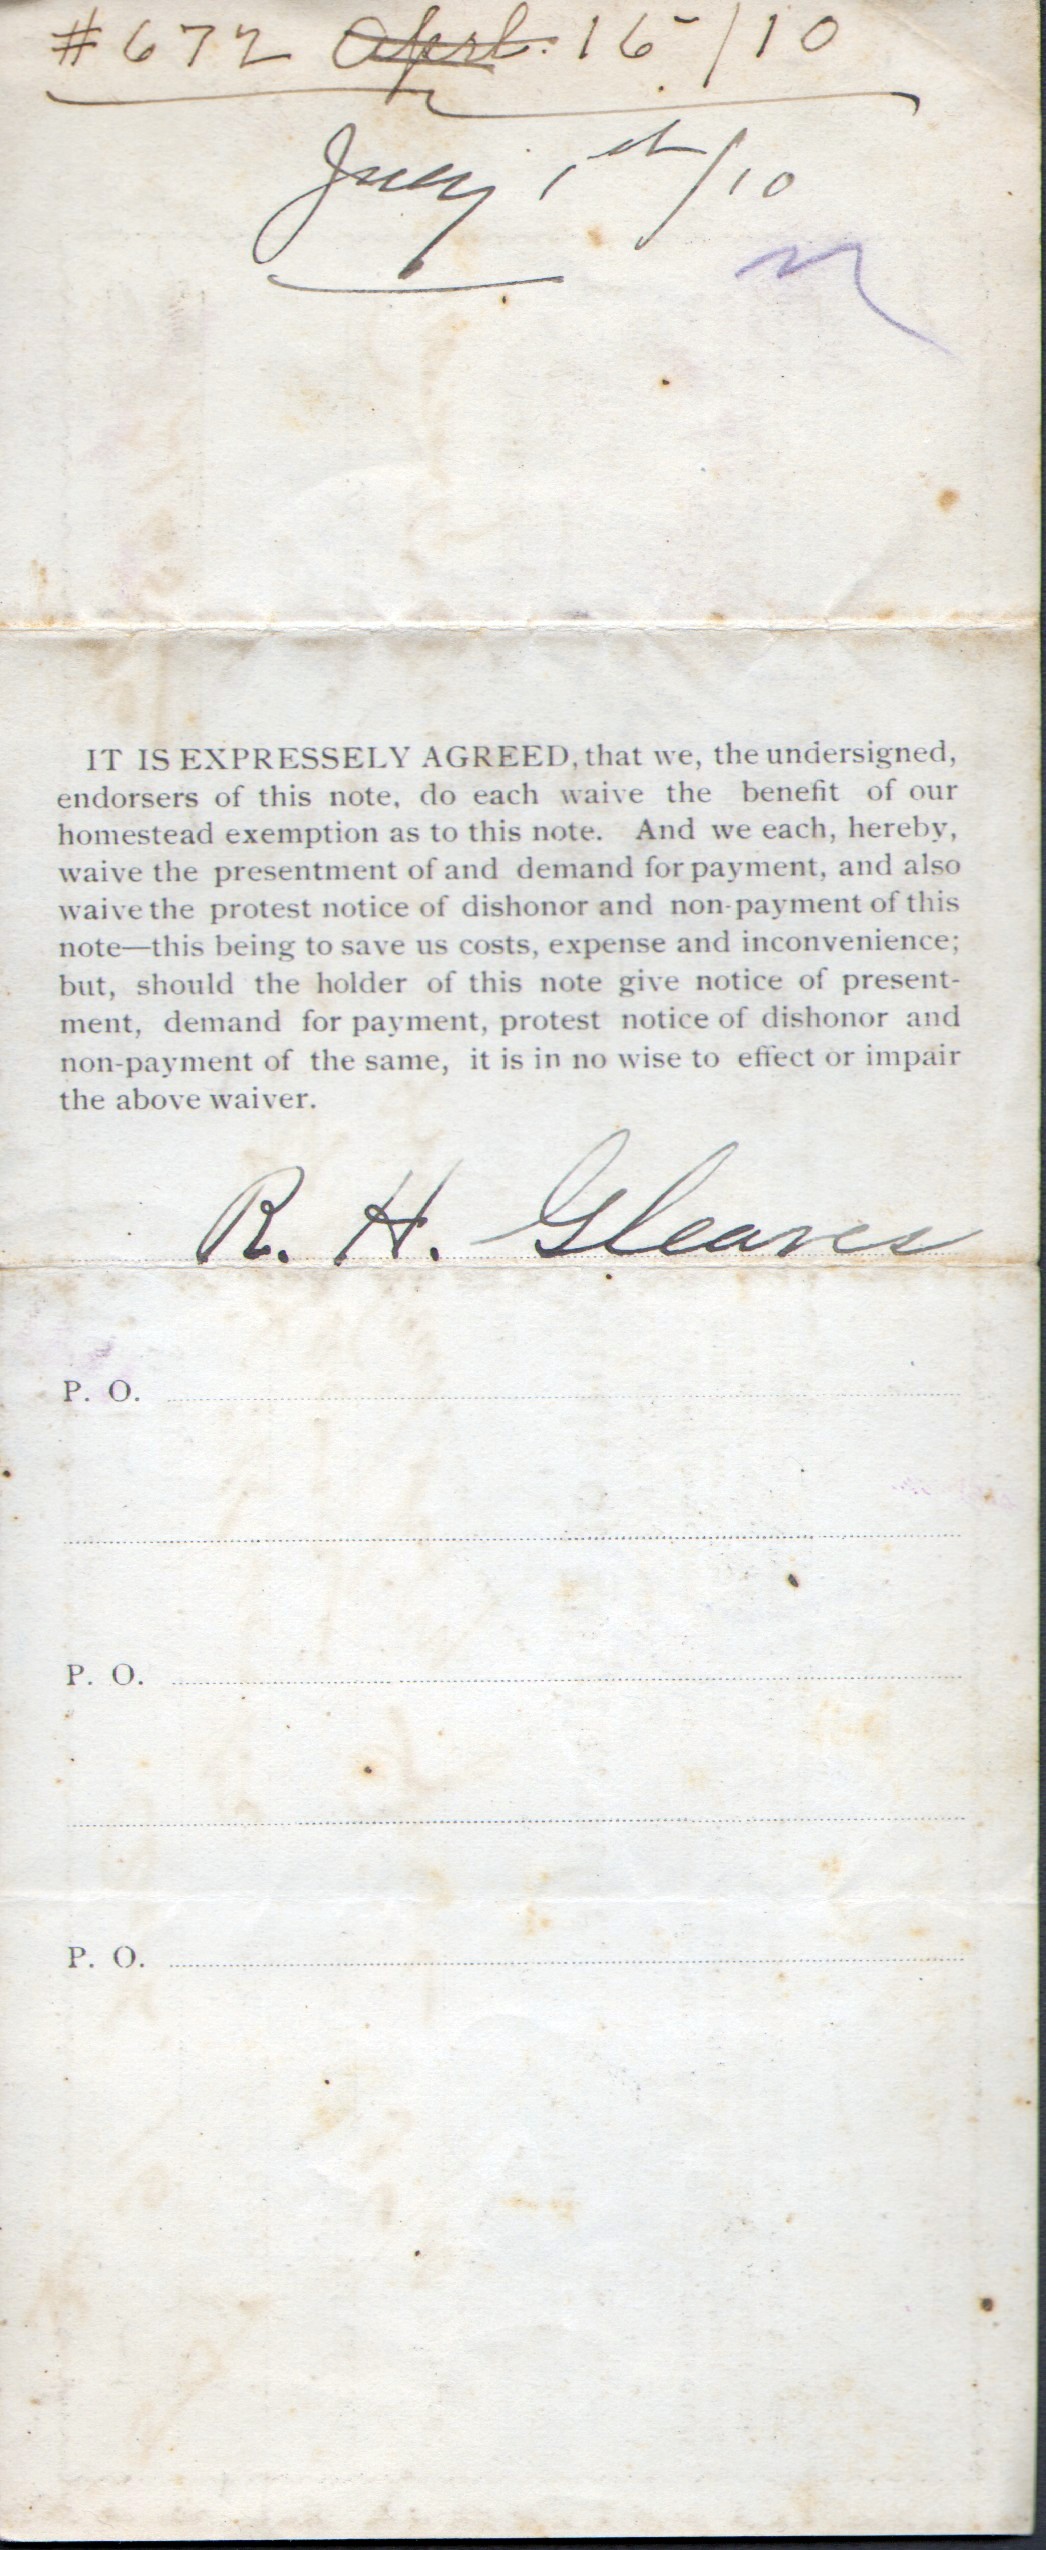 #672 Aprl. 15/10
July 1st/10
IT IS EXPRESSELY AGREED, that we, the undersigned,
endorsers of this note, do each waive the benefit of our
homestead exemption as to this note. And we each, hereby,
waive the presentment of and demand for payment, and also
waive the protest notice of dishonor and non-payment of this
note—this being to save us costs, expense and inconvenience;
but, should the holder of this note give notice of present-
ment, demand for payment, protest notice of dishonor and
non-payment of the same, it is in no wise to effect or impair
the above waiver.
R. H. Gleaves
P. O.
P. O.
P. O.